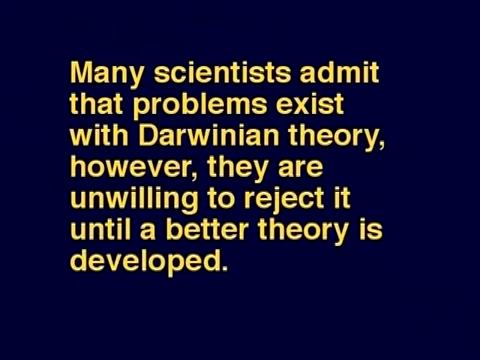 Many scientists admit
that problems exist
with Darwinian theory,
however, they are
unwilling to reject it
until a better theory is
developed.